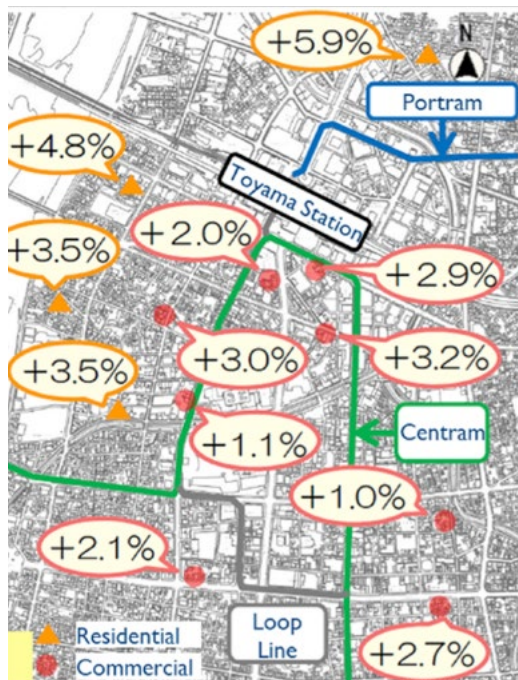 +5.9%
N
Portram
+4.8%
Toyama Station
+2.0%
+3.5%
+2.9%
+3.0%
+3.2%
+3.5%
+1.1%
Centram
+1.0%
+2.1%
Loop
Line
Residential
Commercial
+2.7%